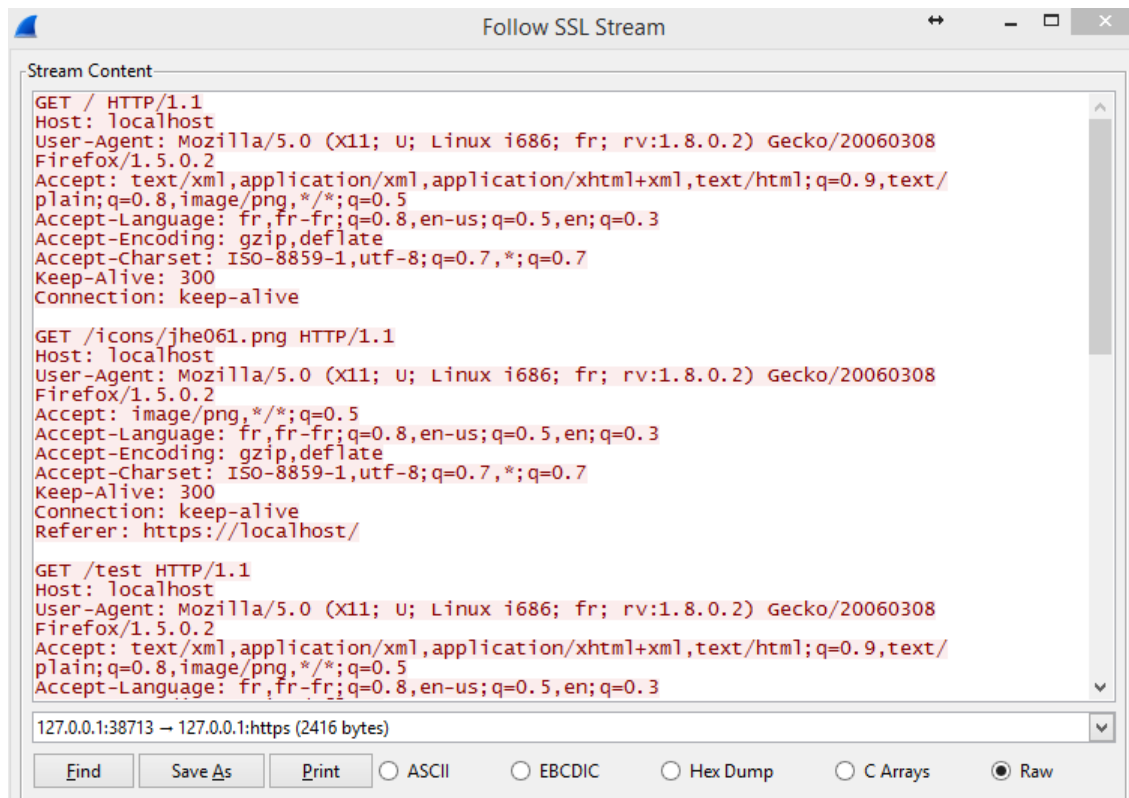 Follow SSL Stream
Stream Content
GET / HTTP/1.1
Host: localhost
User-Agent: Mozilla/5.0 (X11; U; Linux i686; fr; rv:1.8.0.2) Gecko/20060308
Firefox/1.5.0.2
Accept: text/xml,application/xml,application/xhtml+xml,text/html;q=0.9,text/
plain;q=0.8,image/png,*/*;q=0.5
Accept-Language: fr,fr-fr;q=0.8,en-us;q=0.5,en;q=0.3
Accept-Encoding: gzip,deflate
Accept-Charset: ISO-8859-1,utf-8;q=0.7,*;q=0.7
Keep-Alive: 300
Connection: keep-alive
GET /icons/jhe061.png HTTP/1.1
Host: localhost
User-Agent: Mozilla/5.0 (X11; U; Linux i686; fr; rv:1.8.0.2) Gecko/20060308
Firefox/1.5.0.2
Accept: image/png,*/*;q=0.5
Accept-Language: fr,fr-fr;q=0.8,en-us;q=0.5,en;q=0.3
Accept-Encoding: gzip,deflate
Accept-Charset: ISO-8859-1,utf-8;q=0.7,*;q=0.7
Keep-Alive: 300
Connection: keep-alive
Referer: https://localhost/
GET /test HTTP/1.1
Host: localhost
User-Agent: Mozilla/5.0 (X11; U; Linux i686; fr; rv:1.8.0.2) Gecko/20060308
Firefox/1.5.0.2
Accept: text/xml,application/xml,application/xhtml+xml,text/html;q=0.9,text/
plain;q=0.8,image/png,*/*;q=0.5
Accept-Language: fr,fr-fr;q=0.8,en-us;q=0.5,en;q=0.3
127.0.0.1:38713 → 127.0.0.1:https (2416 bytes)
Find Save As Print ASCII EBCDIC Hex Dump C Arrays Raw